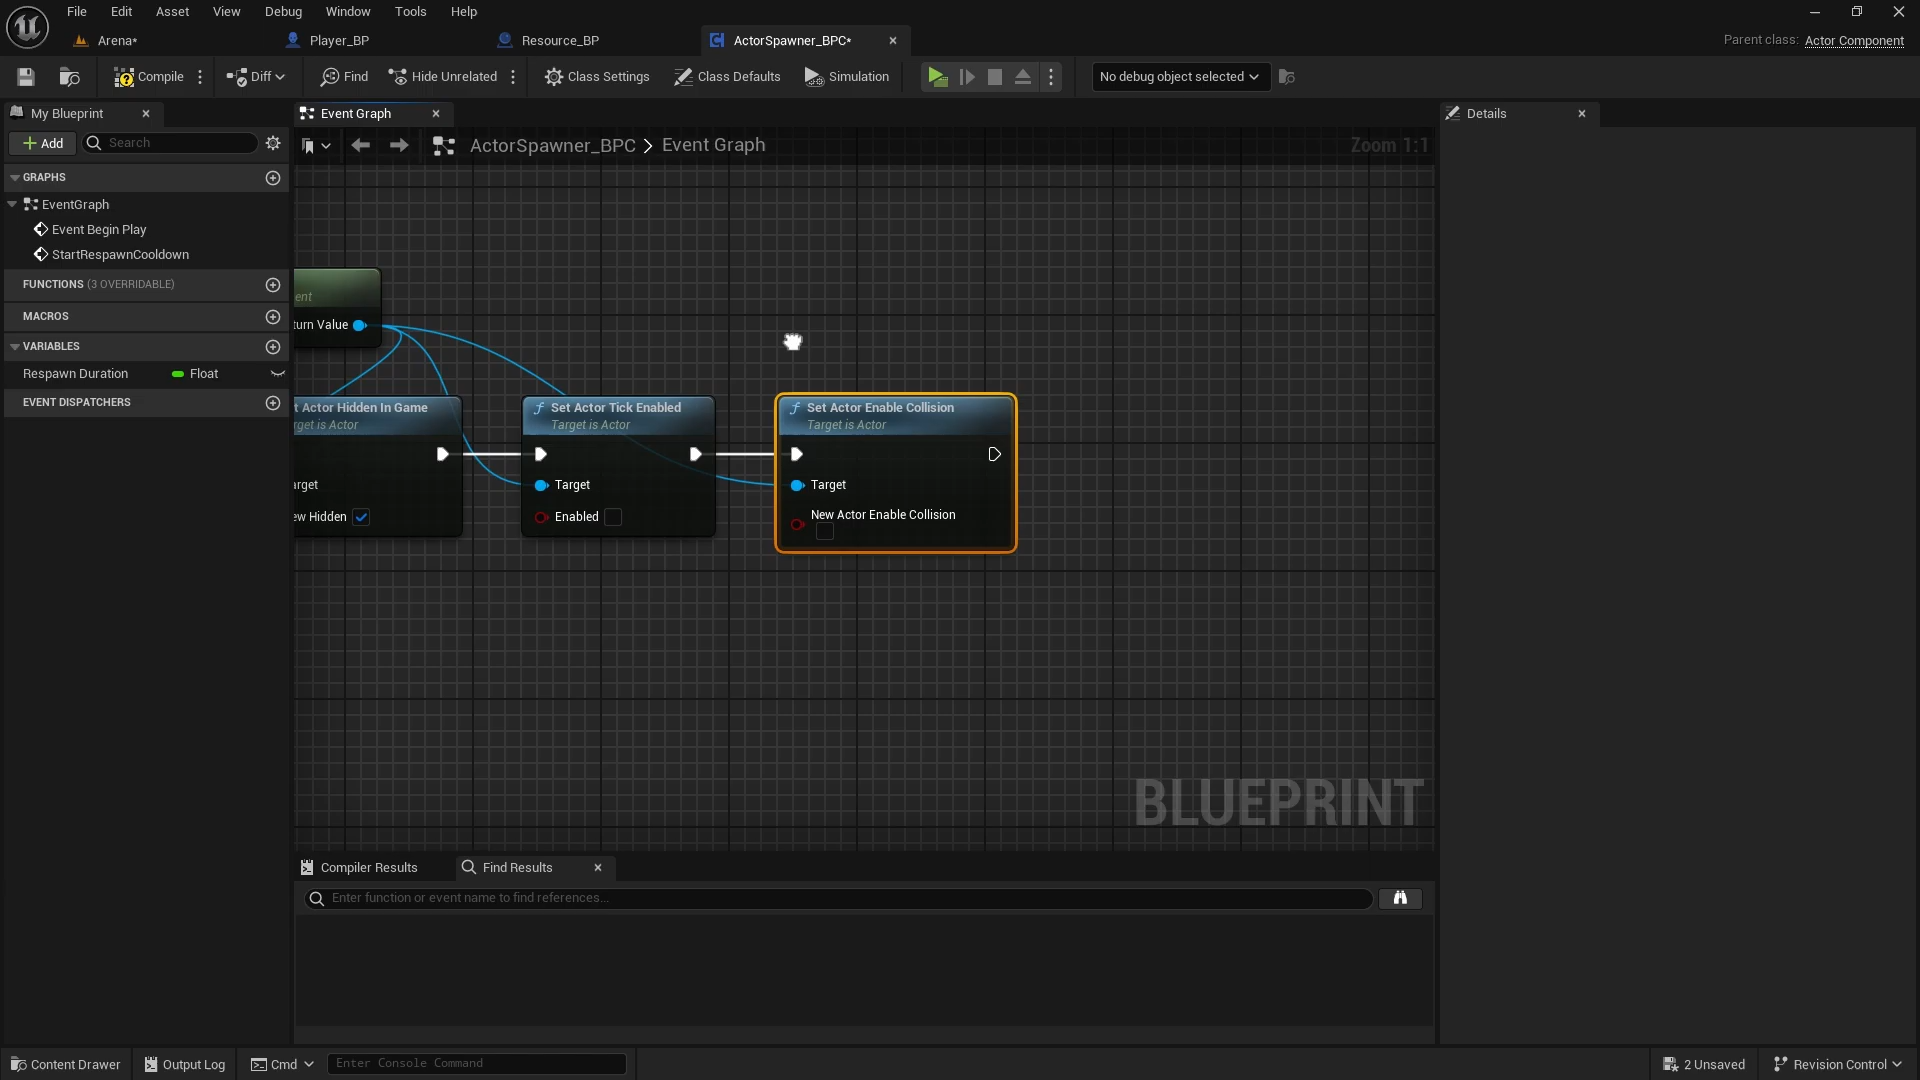 File Edit Asset View Debug Window Tools Help
Arena* Player_BP Resource_BP ActorSpawner_BPC* Parent class: Actor Component
Compile Diff Find Hide Unrelated Class Settings Class Defaults Simulation No debug object selected
My Blueprint Event Graph Details
Add Search ActorSpawner_BPC > Event Graph Zoom 1:1
GRAPHS
EventGraph
Event Begin Play
StartRespawnCooldown
FUNCTIONS (3 OVERRIDABLE)
MACROS
VARIABLES
Respawn Duration Float
EVENT DISPATCHERS
ent
turn Value
t Actor Hidden In Game
rget is Actor
arget
ew Hidden
Set Actor Tick Enabled
Target is Actor
Target
Enabled
Set Actor Enable Collision
Target is Actor
Target
New Actor Enable Collision
BLUEPRINT
Compiler Results Find Results
Enter function or event name to find references...
Content Drawer Output Log Cmd Enter Console Command 2 Unsaved Revision Control